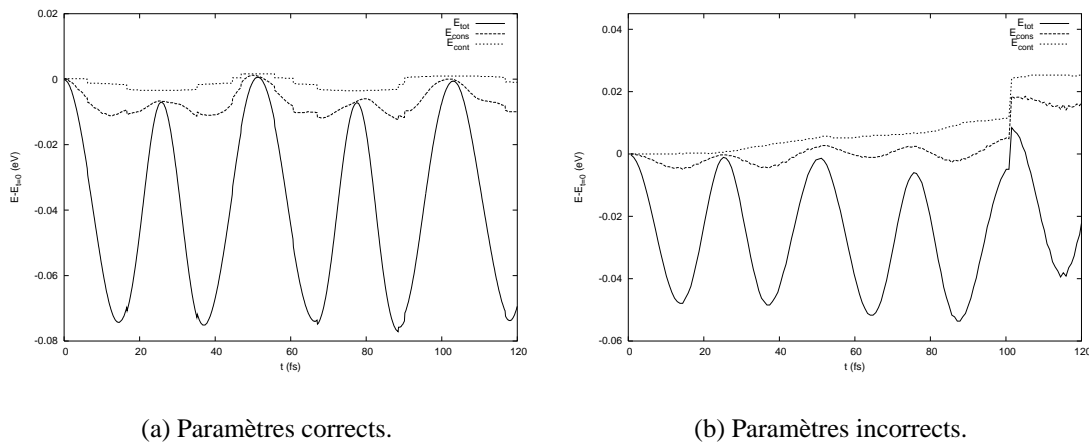 E_tot
E_cons
E_cont
0.02
0
-0.02
-0.04
-0.06
-0.08
E-E_t=0 (eV)
0 20 40 60 80 100 120
t (fs)
(a) Paramètres corrects.
E_tot
E_cons
E_cont
0.04
0.02
0
-0.02
-0.04
-0.06
E-E_t=0 (eV)
0 20 40 60 80 100 120
t (fs)
(b) Paramètres incorrects.